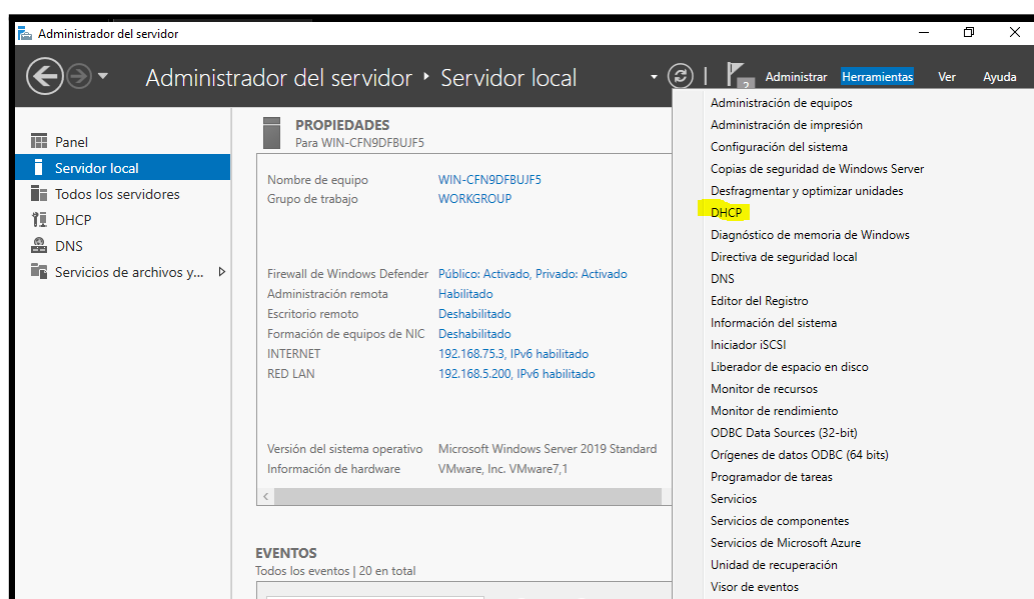 Administrador del servidor
Administrador del servidor ‣ Servidor local
Administrar Herramientas Ver Ayuda
Panel
Servidor local
Todos los servidores
DHCP
DNS
Servicios de archivos y...
PROPIEDADES
Para WIN-CFN9DFBUJF5
Nombre de equipo WIN-CFN9DFBUJF5
Grupo de trabajo WORKGROUP
Firewall de Windows Defender Público: Activado, Privado: Activado
Administración remota Habilitado
Escritorio remoto Deshabilitado
Formación de equipos de NIC Deshabilitado
INTERNET 192.168.75.3, IPv6 habilitado
RED LAN 192.168.5.200, IPv6 habilitado
Versión del sistema operativo Microsoft Windows Server 2019 Standard
Información de hardware VMware, Inc. VMware7,1
EVENTOS
Todos los eventos | 20 en total
Administración de equipos
Administración de impresión
Configuración del sistema
Copias de seguridad de Windows Server
Desfragmentar y optimizar unidades
DHCP
Diagnóstico de memoria de Windows
Directiva de seguridad local
DNS
Editor del Registro
Información del sistema
Iniciador iSCSI
Liberador de espacio en disco
Monitor de recursos
Monitor de rendimiento
ODBC Data Sources (32-bit)
Orígenes de datos ODBC (64 bits)
Programador de tareas
Servicios
Servicios de componentes
Servicios de Microsoft Azure
Unidad de recuperación
Visor de eventos